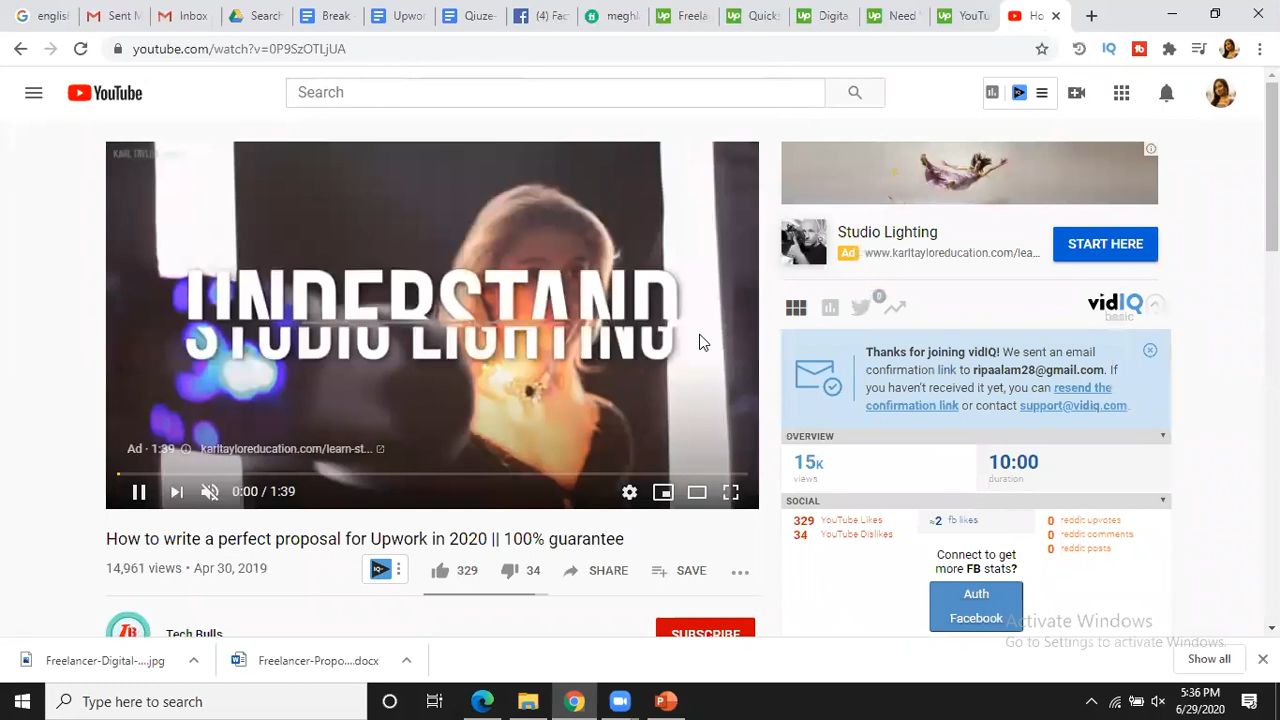 english
Sent M
Inbox
Search
Break
Upwor
Qiuze-
(4) Fac
meghl
Freela
Quick
Digita
Need
YouTu
Ho
youtube.com/watch?v=0P9SzOTLjUA
YouTube
Search
UNDERSTAND
STUDIO LIGHTING
Ad · 1:39 karltayloreducation.com/learn-st...
0:00 / 1:39
Studio Lighting
Ad www.karltayloreducation.com/lea...
START HERE
0
vidIQ
basic
Thanks for joining vidIQ! We sent an email
confirmation link to ripaalam28@gmail.com. If
you haven't received it yet, you can resend the
confirmation link or contact support@vidiq.com.
OVERVIEW
15K
views
10:00
duration
SOCIAL
329 YouTube Likes
34 YouTube Dislikes
≈2 fb likes
0 reddit upvotes
0 reddit comments
0 reddit posts
Connect to get
more FB stats?
Auth
Facebook
How to write a perfect proposal for Upwork in 2020 || 100% guarantee
14,961 views • Apr 30, 2019
329
34
SHARE
SAVE
Tech Bulls
SUBSCRIBE
Activate Windows
Go to Settings to activate Windows.
Freelancer-Digital-....jpg
Freelancer-Propo....docx
Show all
Type here to search
5:36 PM
6/29/2020